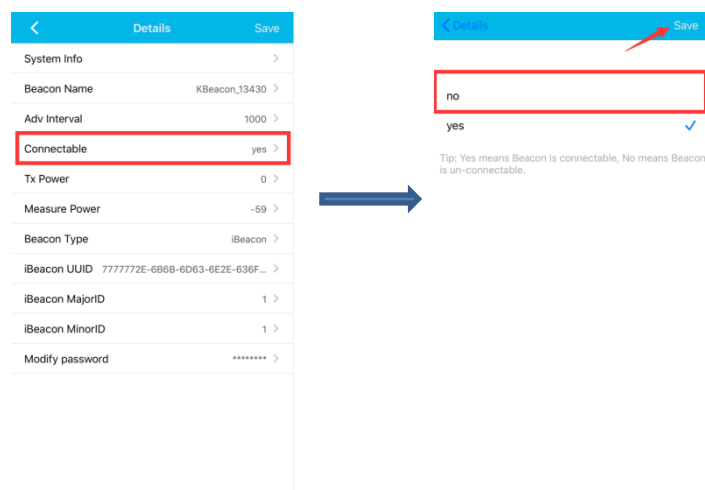 Details Save
System Info
Beacon Name KBeacon_13430
Adv Interval 1000
Connectable yes
Tx Power 0
Measure Power -59
Beacon Type iBeacon
iBeacon UUID 7777772E-6B6B-6D63-6E2E-636F...
iBeacon MajorID 1
iBeacon MinorID 1
Modify password ********
Details Save
no
yes
Tip: Yes means Beacon is connectable, No means Beacon
is un-connectable.